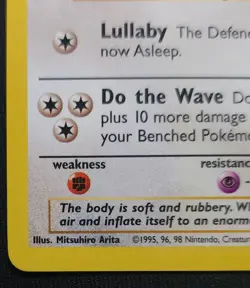 Lullaby The Defen
now Asleep.
Do the Wave Do
plus 10 more damage
your Benched Pokém
weakness
resistanc
The body is soft and rubbery. W
air and inflate itself to an enorm
Illus. Mitsuhiro Arita ©1995, 96, 98 Nintendo, Creatur